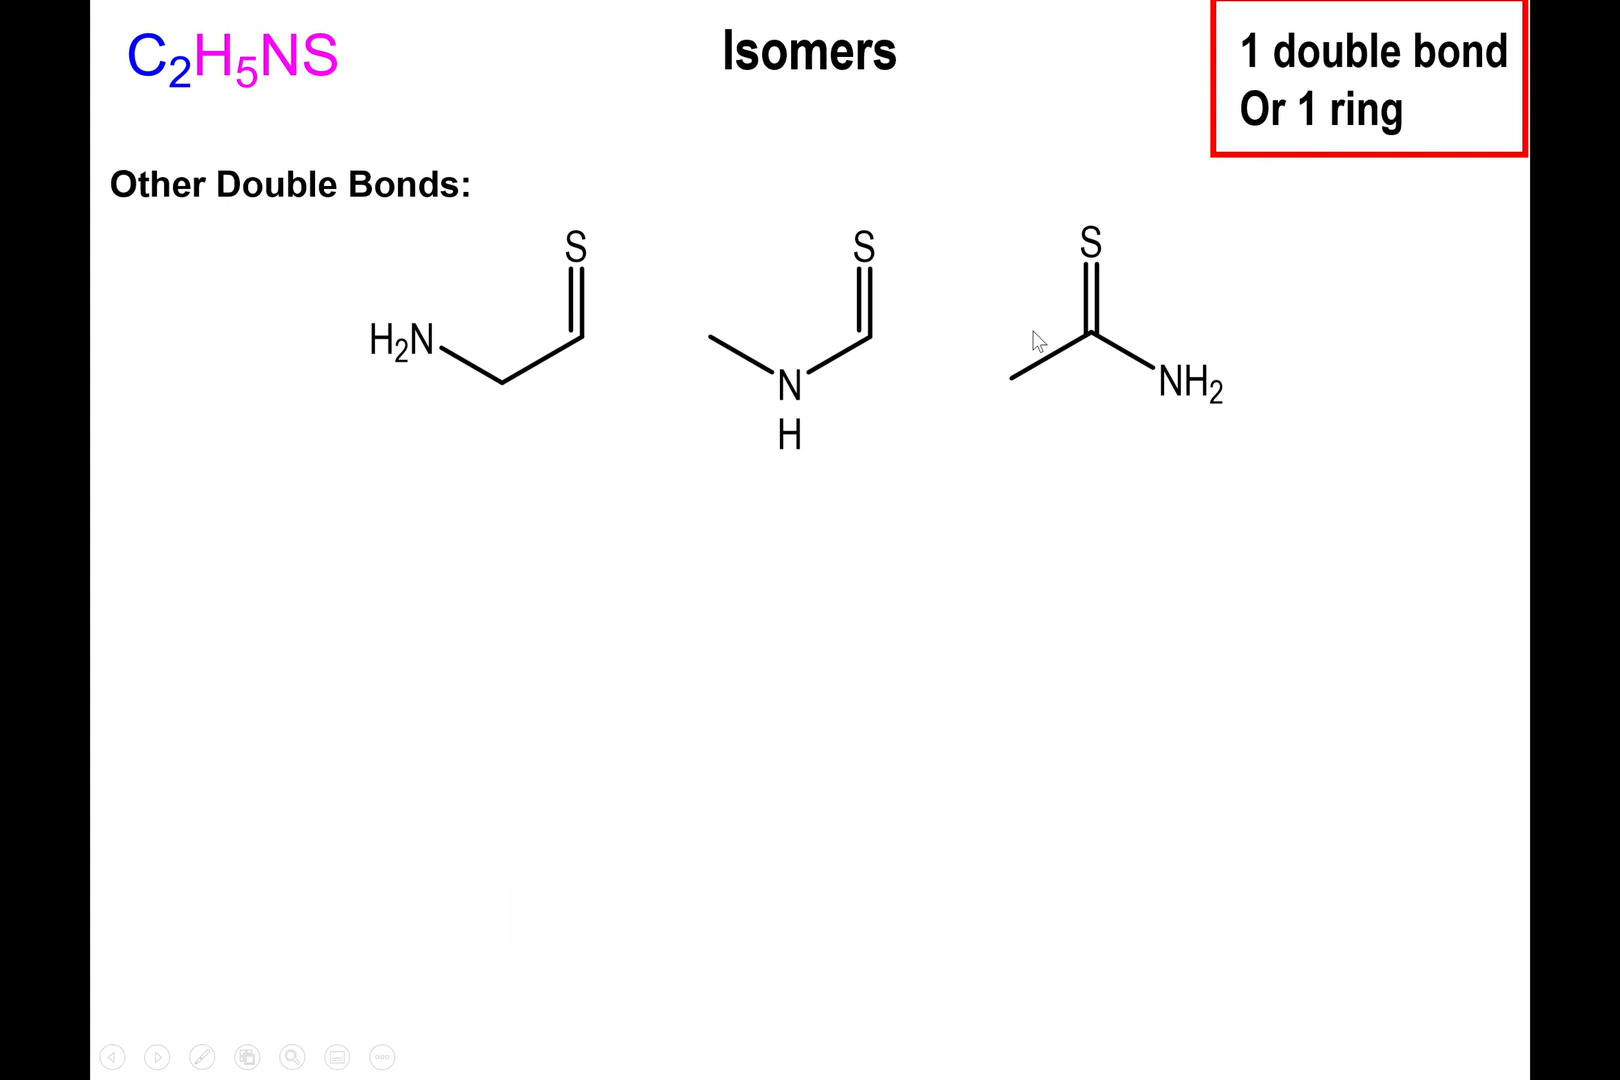 C₂H₅NS
Isomers
1 double bond
Or 1 ring
Other Double Bonds:
S
S
S
H₂N
N
H
NH₂